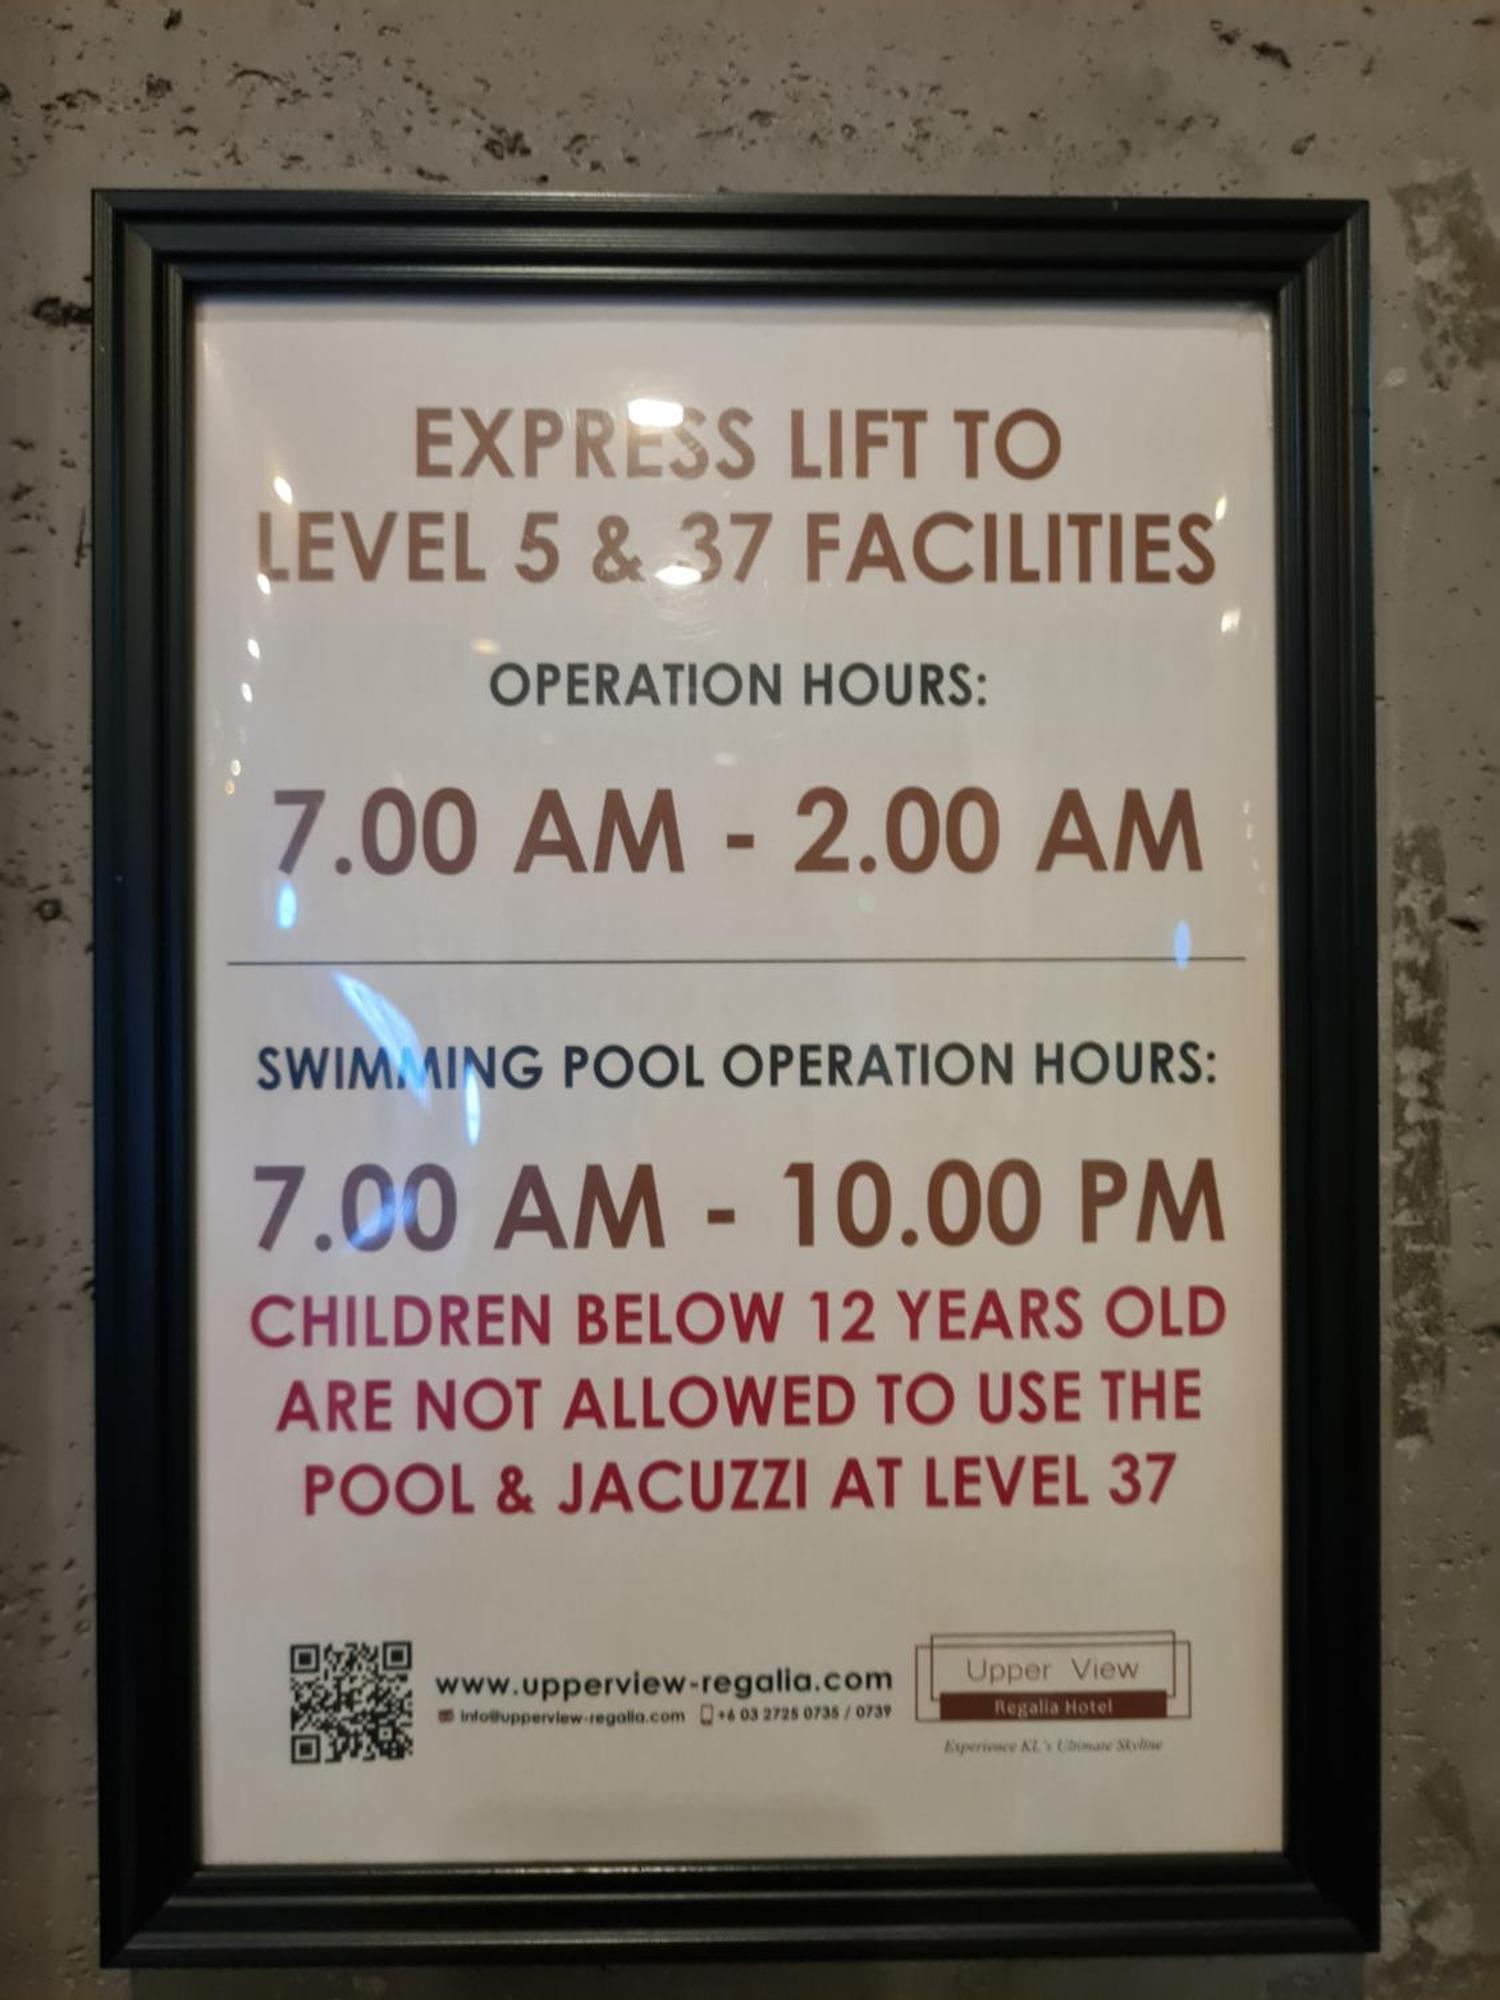 EXPRESS LIFT TO
LEVEL 5 & 37 FACILITIES
OPERATION HOURS:
7.00 AM - 2.00 AM
SWIMMING POOL OPERATION HOURS:
7.00 AM - 10.00 PM
CHILDREN BELOW 12 YEARS OLD
ARE NOT ALLOWED TO USE THE
POOL & JACUZZI AT LEVEL 37
www.upperview-regalia.com
info@upperview-regalia.com +6 03 2725 0735 / 0739
Upper View
Regalia Hotel
Experience KL's Ultimate Skyline